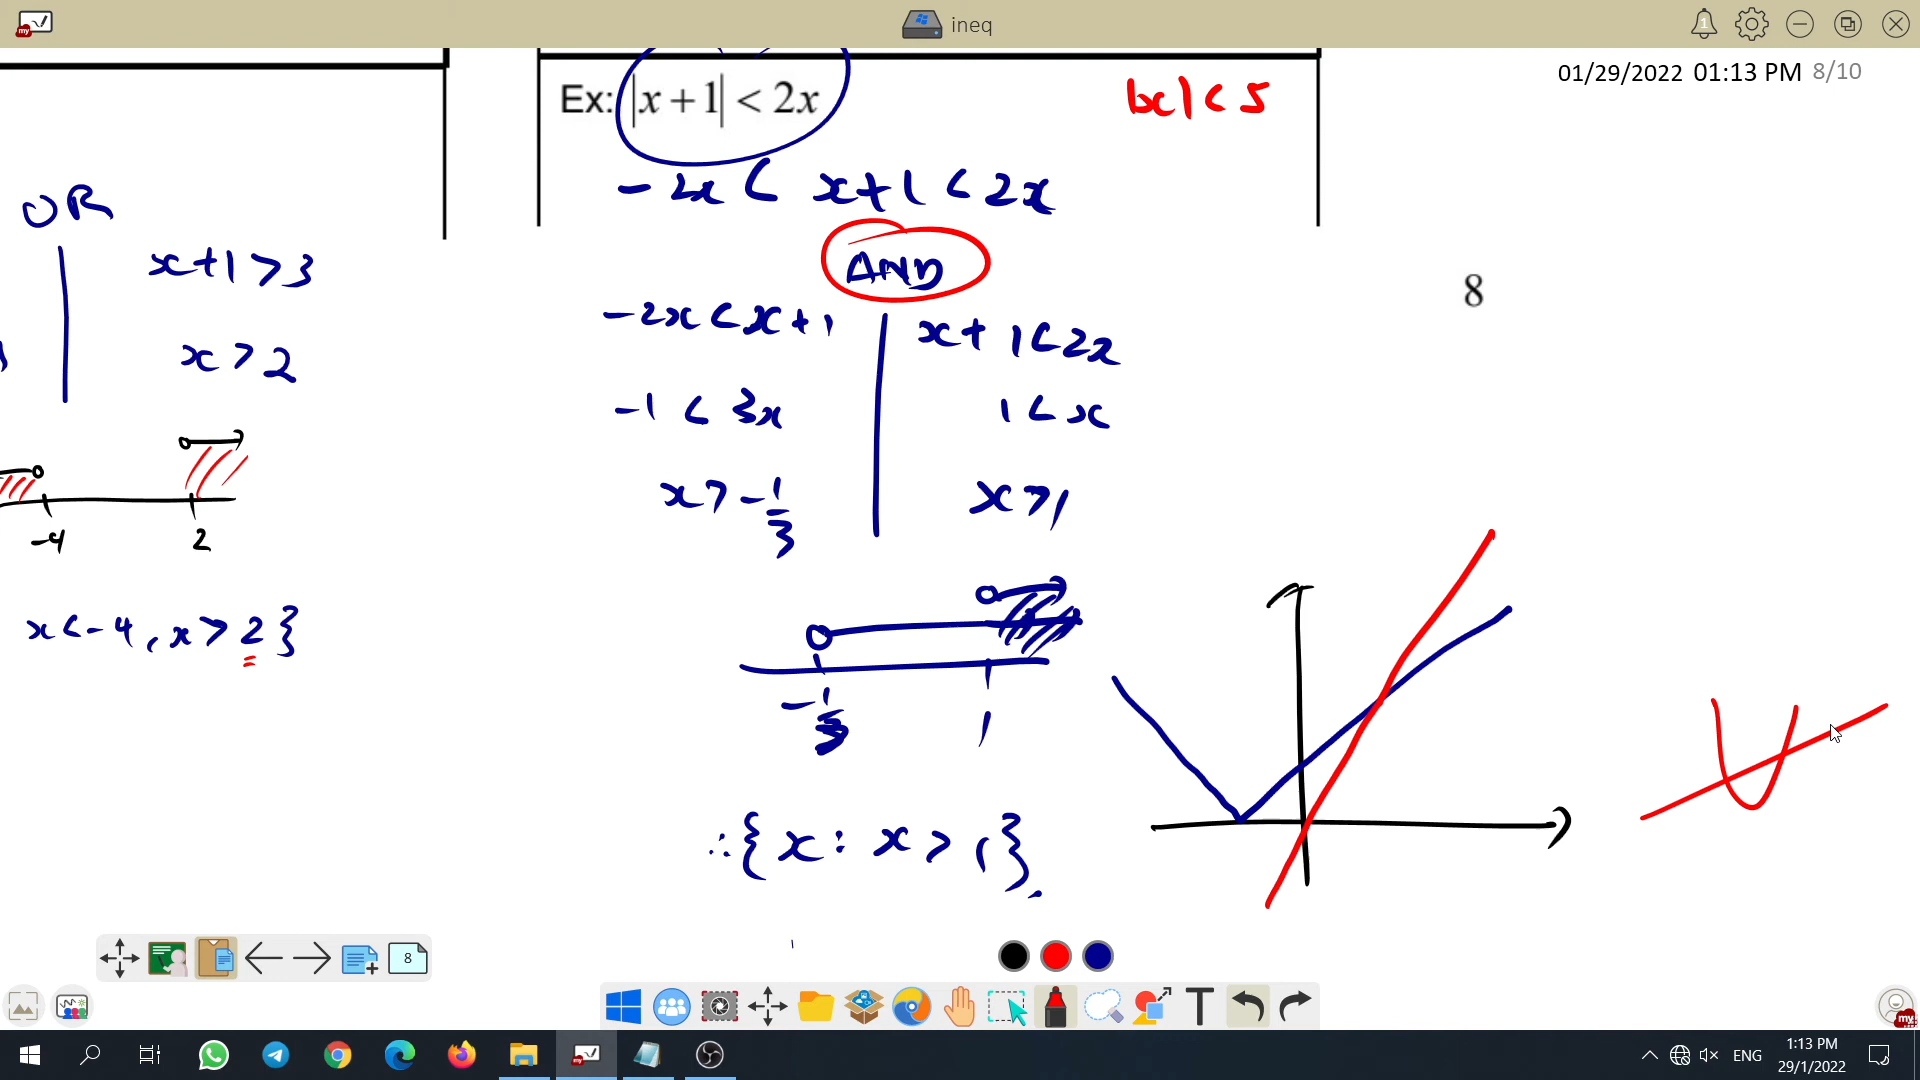 ineq
01/29/2022 01:13 PM 8/10
Ex: |x+1| < 2x
|x| < 5
-2x < x+1 < 2x
OR
AND
x+1 > 3
-2x < x+1
x+1 < 2x
8
x > 2
-1 < 3x
1 < x
x > -1/3
x > 1
-4
2
x < -4, x > 2}
-1/3
1
∴ {x : x > 1}.
8
ENG
1:13 PM
29/1/2022